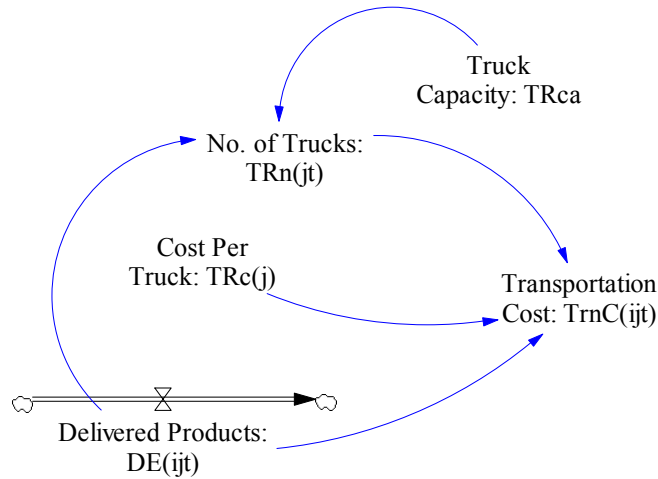 Truck
Capacity: TRca
No. of Trucks:
TRn(jt)
Cost Per
Truck: TRc(j)
Transportation
Cost: TrnC(ijt)
Delivered Products:
DE(ijt)